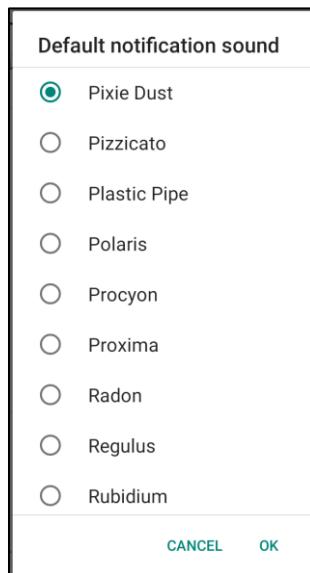 Default notification sound
Pixie Dust
Pizzicato
Plastic Pipe
Polaris
Procyon
Proxima
Radon
Regulus
Rubidium
CANCEL OK